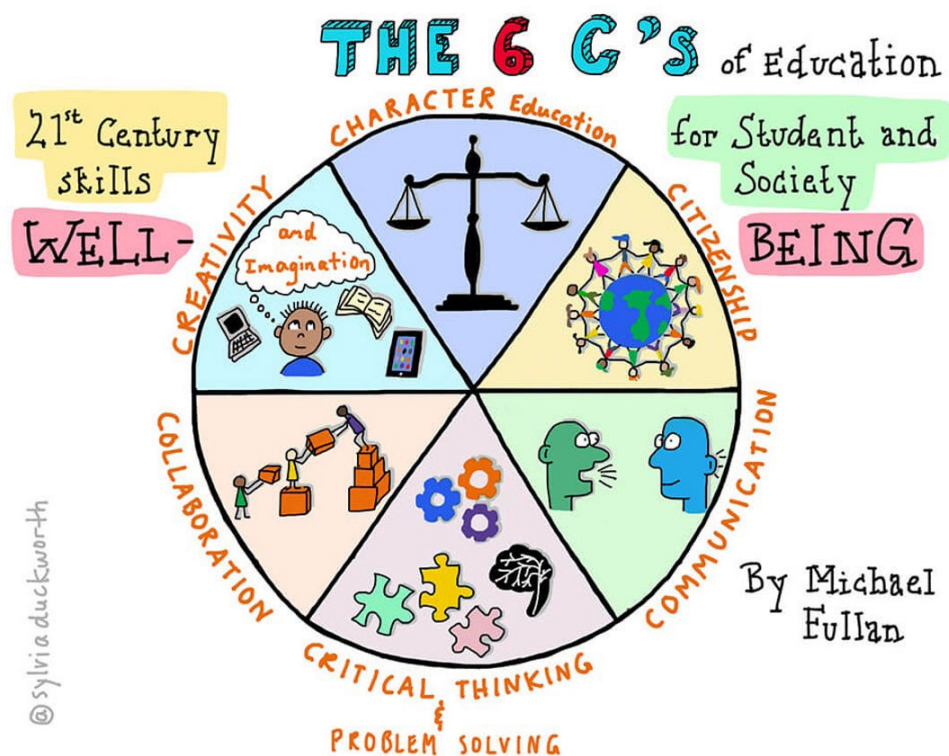 THE 6 C'S of Education
21st Century
skills
WELL-
for Student and
Society
BEING
CHARACTER Education
CITIZENSHIP
COMMUNICATION
CRITICAL THINKING
&
PROBLEM SOLVING
COLLABORATION
CREATIVITY
and
Imagination
By Michael
Fullan
@sylviaduckworth